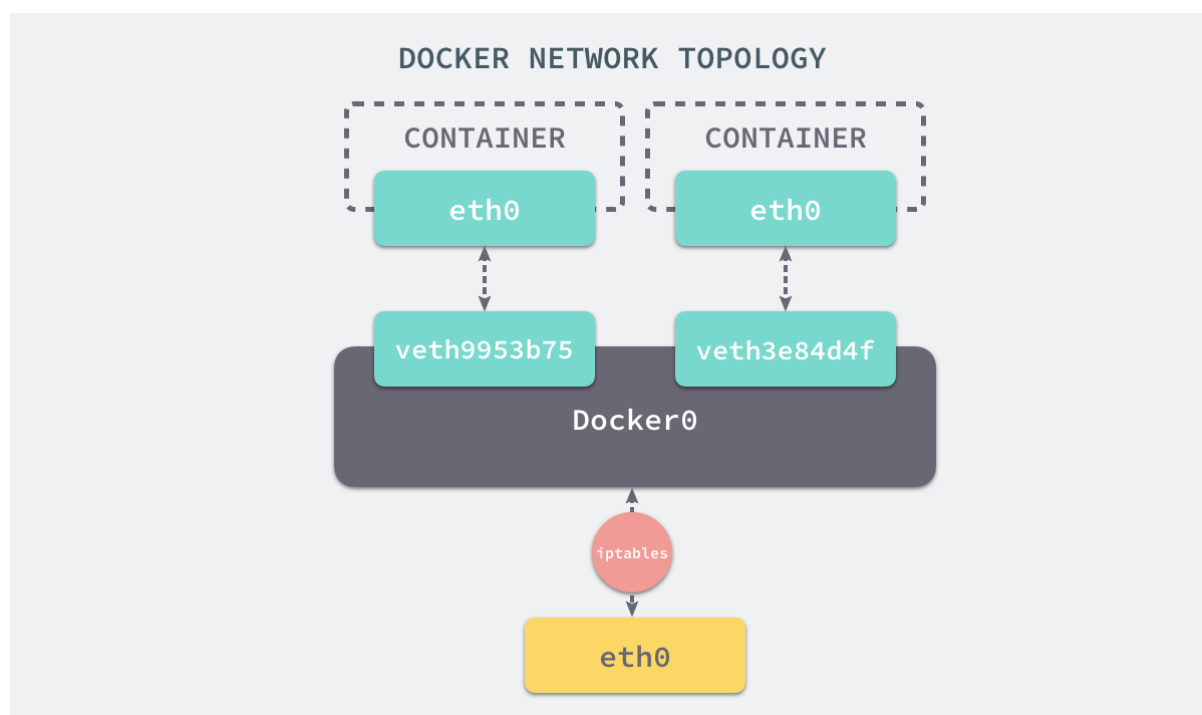 DOCKER NETWORK TOPOLOGY
CONTAINER CONTAINER
eth0 eth0
veth9953b75 veth3e84d4f
Docker0
iptables
eth0